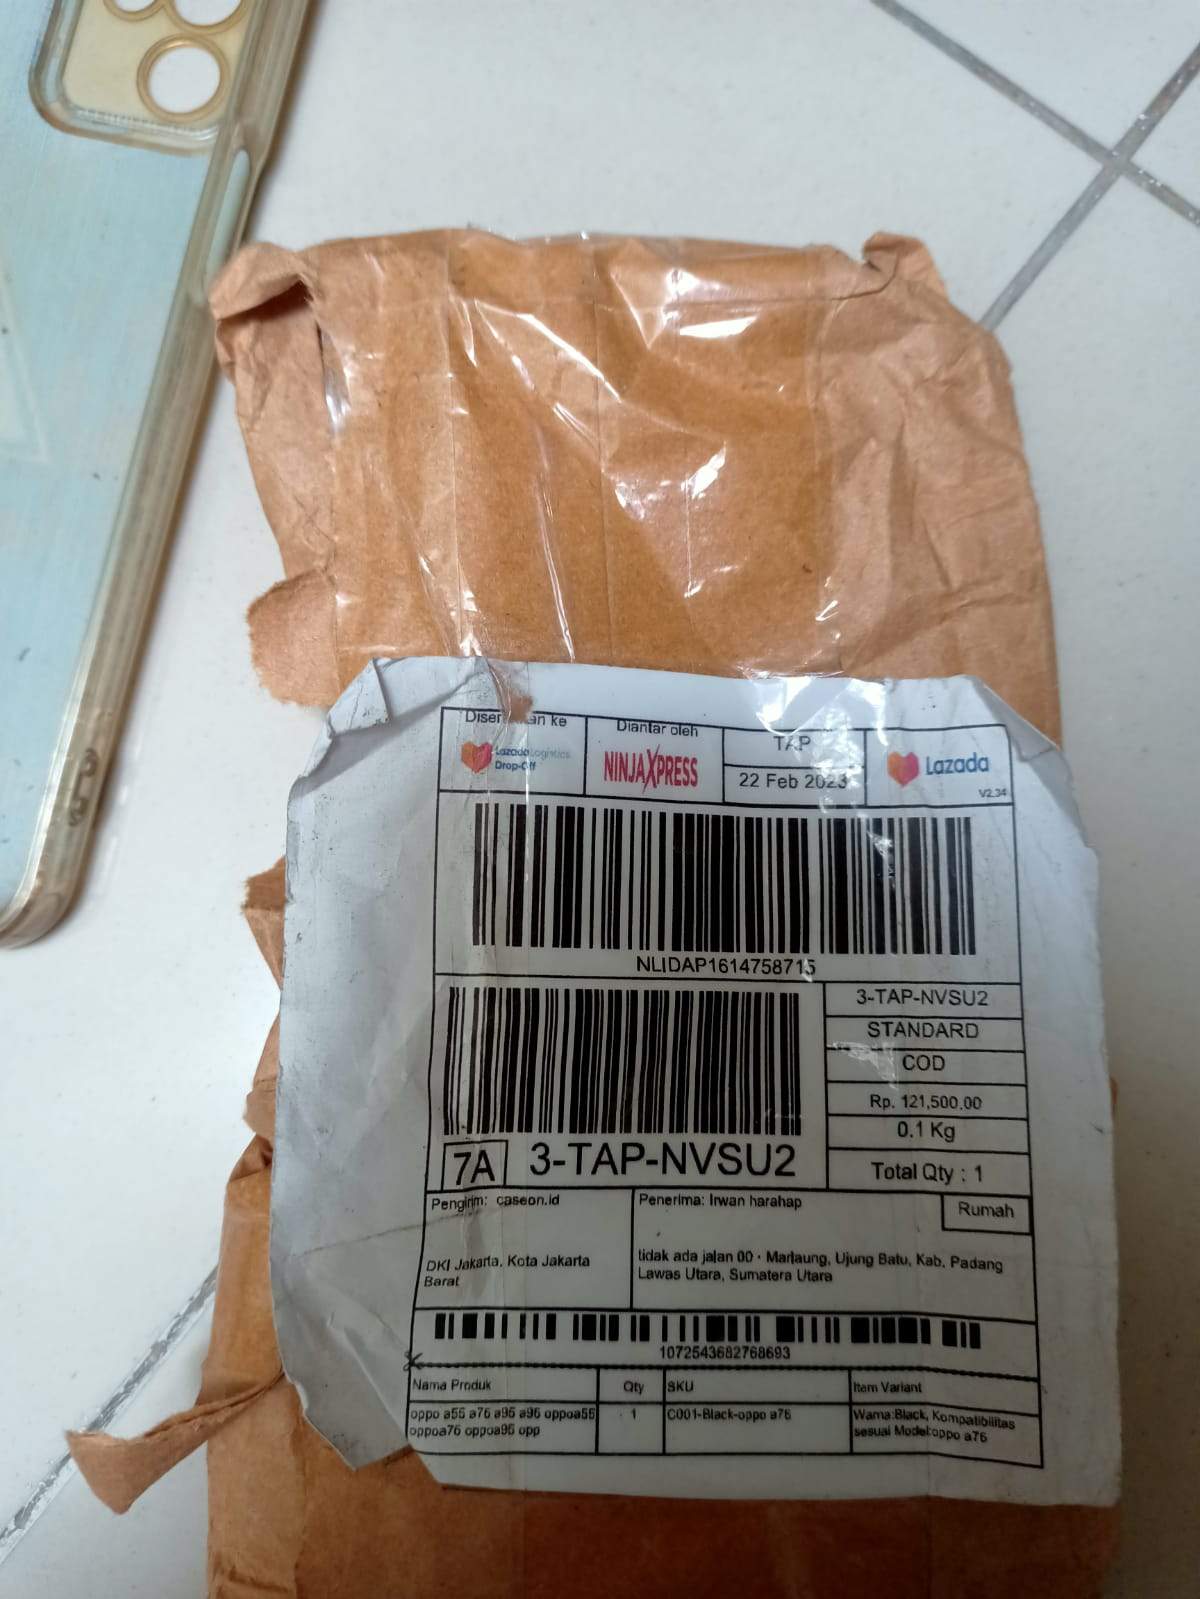 Diserahkan ke
LazadaLogistics
Drop-Off
Diantar oleh
NINJAXPRESS
TAP
22 Feb 2023
Lazada
V2.34
NLIDAP1614758715
3-TAP-NVSU2
STANDARD
COD
Rp. 121,500.00
0.1 Kg
Total Qty : 1
7A
3-TAP-NVSU2
Pengirim: caseon.id
DKI Jakarta, Kota Jakarta
Barat
Penerima: Irwan harahap
Rumah
tidak ada jalan 00 - Marlaung, Ujung Batu, Kab. Padang
Lawas Utara, Sumatera Utara
1072543682768693
Nama Produk
Qty
SKU
Item Variant
oppo a55 a76 a95 a96 oppoa55
oppoa76 oppoa96 opp
1
C001-Black-oppo a76
Warna:Black, Kompatibilitas
sesuai Model:oppo a76